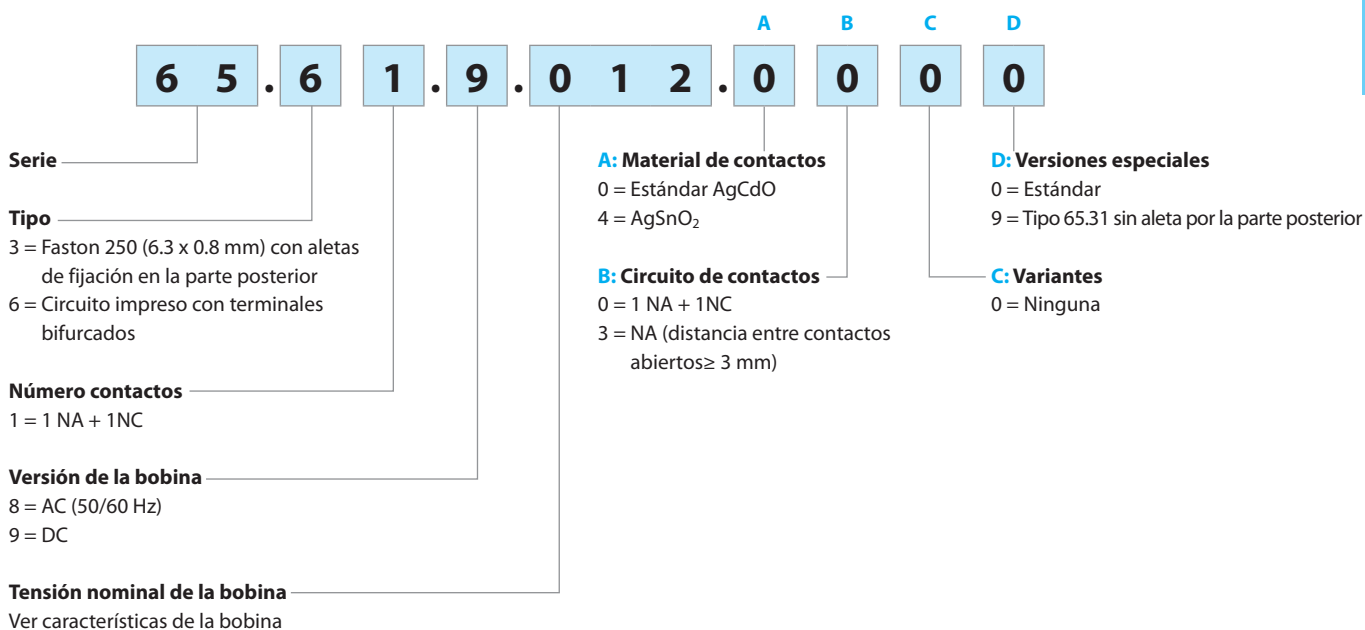 A B C D
6 5 . 6 1 . 9 . 0 1 2 . 0 0 0 0
Serie
Tipo
3 = Faston 250 (6.3 x 0.8 mm) con aletas
de fijación en la parte posterior
6 = Circuito impreso con terminales
bifurcados
Número contactos
1 = 1 NA + 1NC
Versión de la bobina
8 = AC (50/60 Hz)
9 = DC
Tensión nominal de la bobina
Ver características de la bobina
A: Material de contactos
0 = Estándar AgCdO
4 = AgSnO₂
B: Circuito de contactos
0 = 1 NA + 1NC
3 = NA (distancia entre contactos
abiertos≥ 3 mm)
D: Versiones especiales
0 = Estándar
9 = Tipo 65.31 sin aleta por la parte posterior
C: Variantes
0 = Ninguna